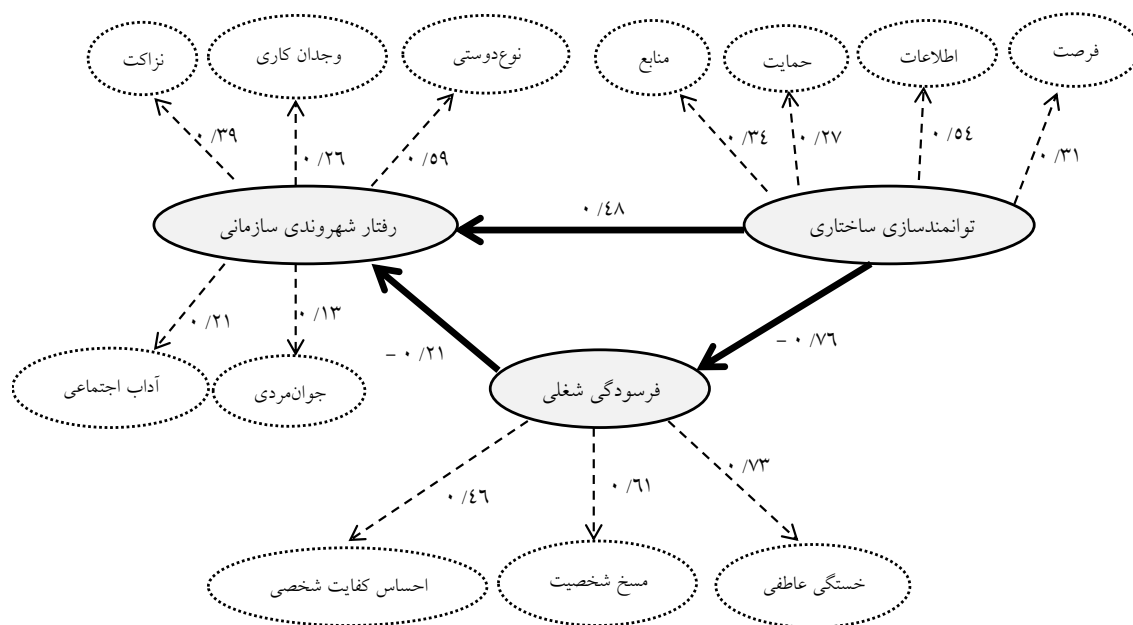 فرصت
اطلاعات
حمایت
منابع
نوع‌دوستی
وجدان کاری
نزاکت
۰/۳۱
۰/۵٤
۰/۲۷
۰/۳٤
۰/۵۹
۰/۲٦
۰/۳۹
توانمندسازی ساختاری
۰/٤۸
رفتار شهروندی سازمانی
۰/۱۳
۰/۲۱
- ۰/۷٦
- ۰/۲۱
جوان‌مردی
آداب اجتماعی
فرسودگی شغلی
۰/۷۳
۰/٦۱
۰/٤٦
خستگی عاطفی
مسخ شخصیت
احساس کفایت شخصی